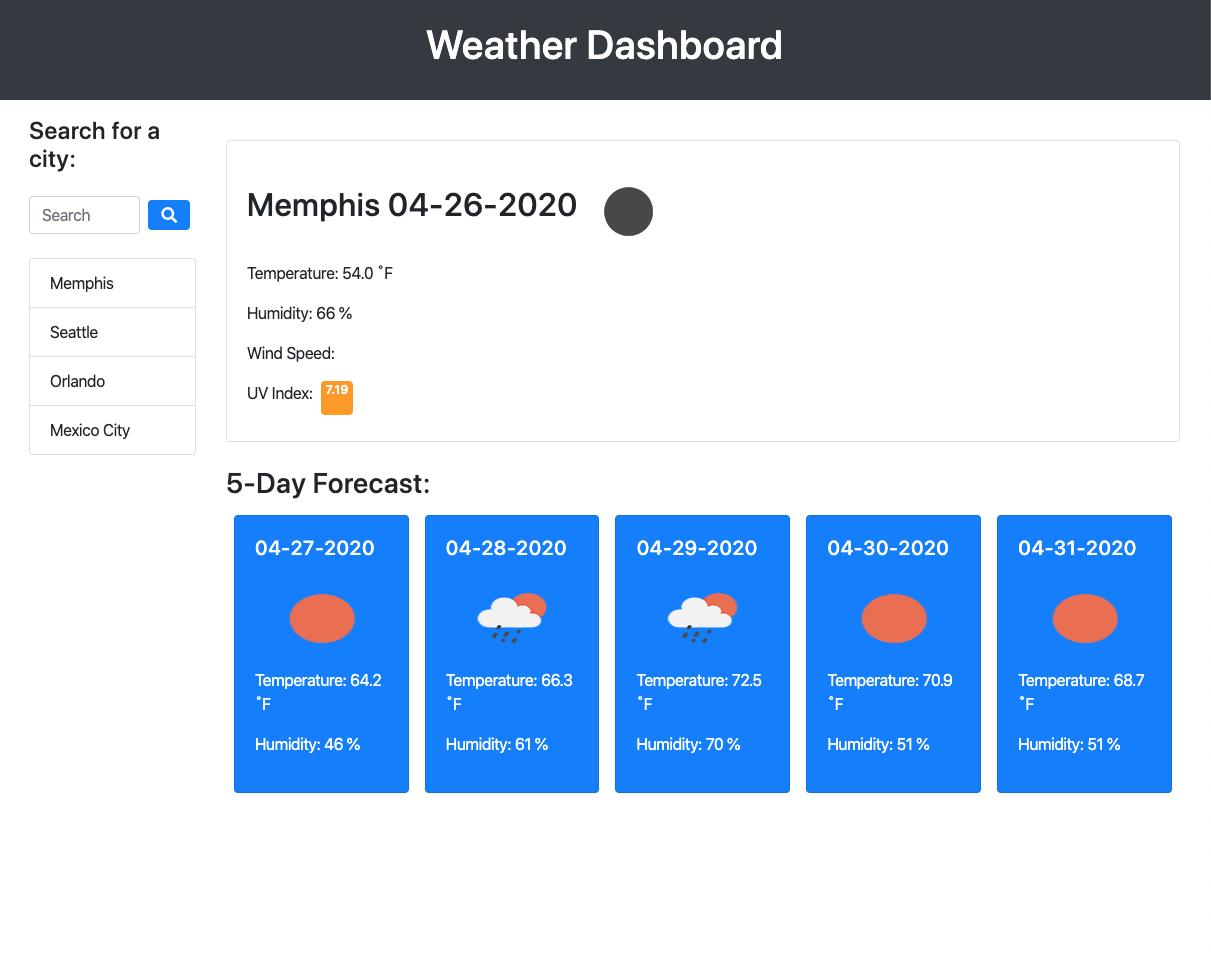 Weather Dashboard
Search for a
city:
Search
Memphis
Seattle
Orlando
Mexico City
Memphis 04-26-2020
Temperature: 54.0 ˚F
Humidity: 66 %
Wind Speed:
UV Index: 7.19
5-Day Forecast:
04-27-2020
Temperature: 64.2
˚F
Humidity: 46 %
04-28-2020
Temperature: 66.3
˚F
Humidity: 61 %
04-29-2020
Temperature: 72.5
˚F
Humidity: 70 %
04-30-2020
Temperature: 70.9
˚F
Humidity: 51 %
04-31-2020
Temperature: 68.7
˚F
Humidity: 51 %